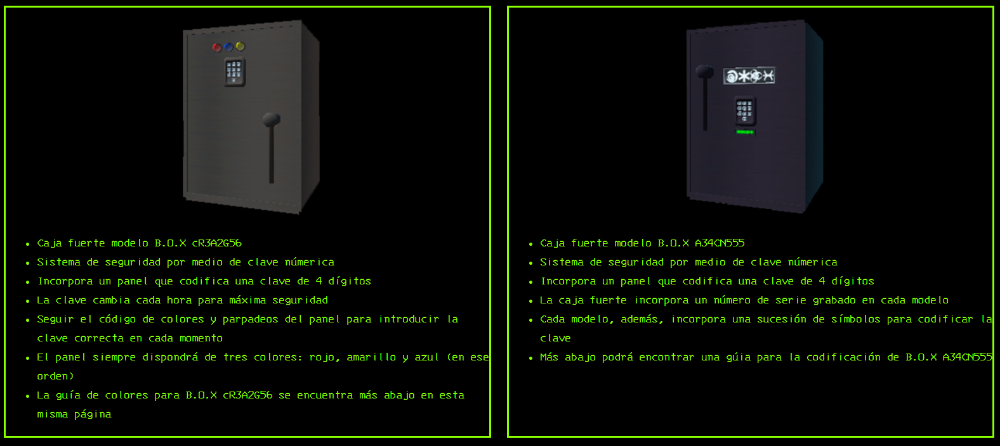 Caja fuerte modelo B.O.X cR3A2G56
Sistema de seguridad por medio de clave númerica
Incorpora un panel que codifica una clave de 4 dígitos
La clave cambia cada hora para máxima seguridad
Seguir el código de colores y parpadeos del panel para introducir la
clave correcta en cada momento
El panel siempre dispondrá de tres colores: rojo, amarillo y azul (en ese
orden)
La guía de colores para B.O.X cR3A2G56 se encuentra más abajo en esta
misma página
Caja fuerte modelo B.O.X A34CN555
Sistema de seguridad por medio de clave númerica
Incorpora un panel que codifica una clave de 4 dígitos
La caja fuerte incorpora un número de serie grabado en cada modelo
Cada modelo, además, incorpora una sucesión de símbolos para codificar la
clave
Más abajo podrá encontrar una gúia para la codificación de B.O.X A34CN555